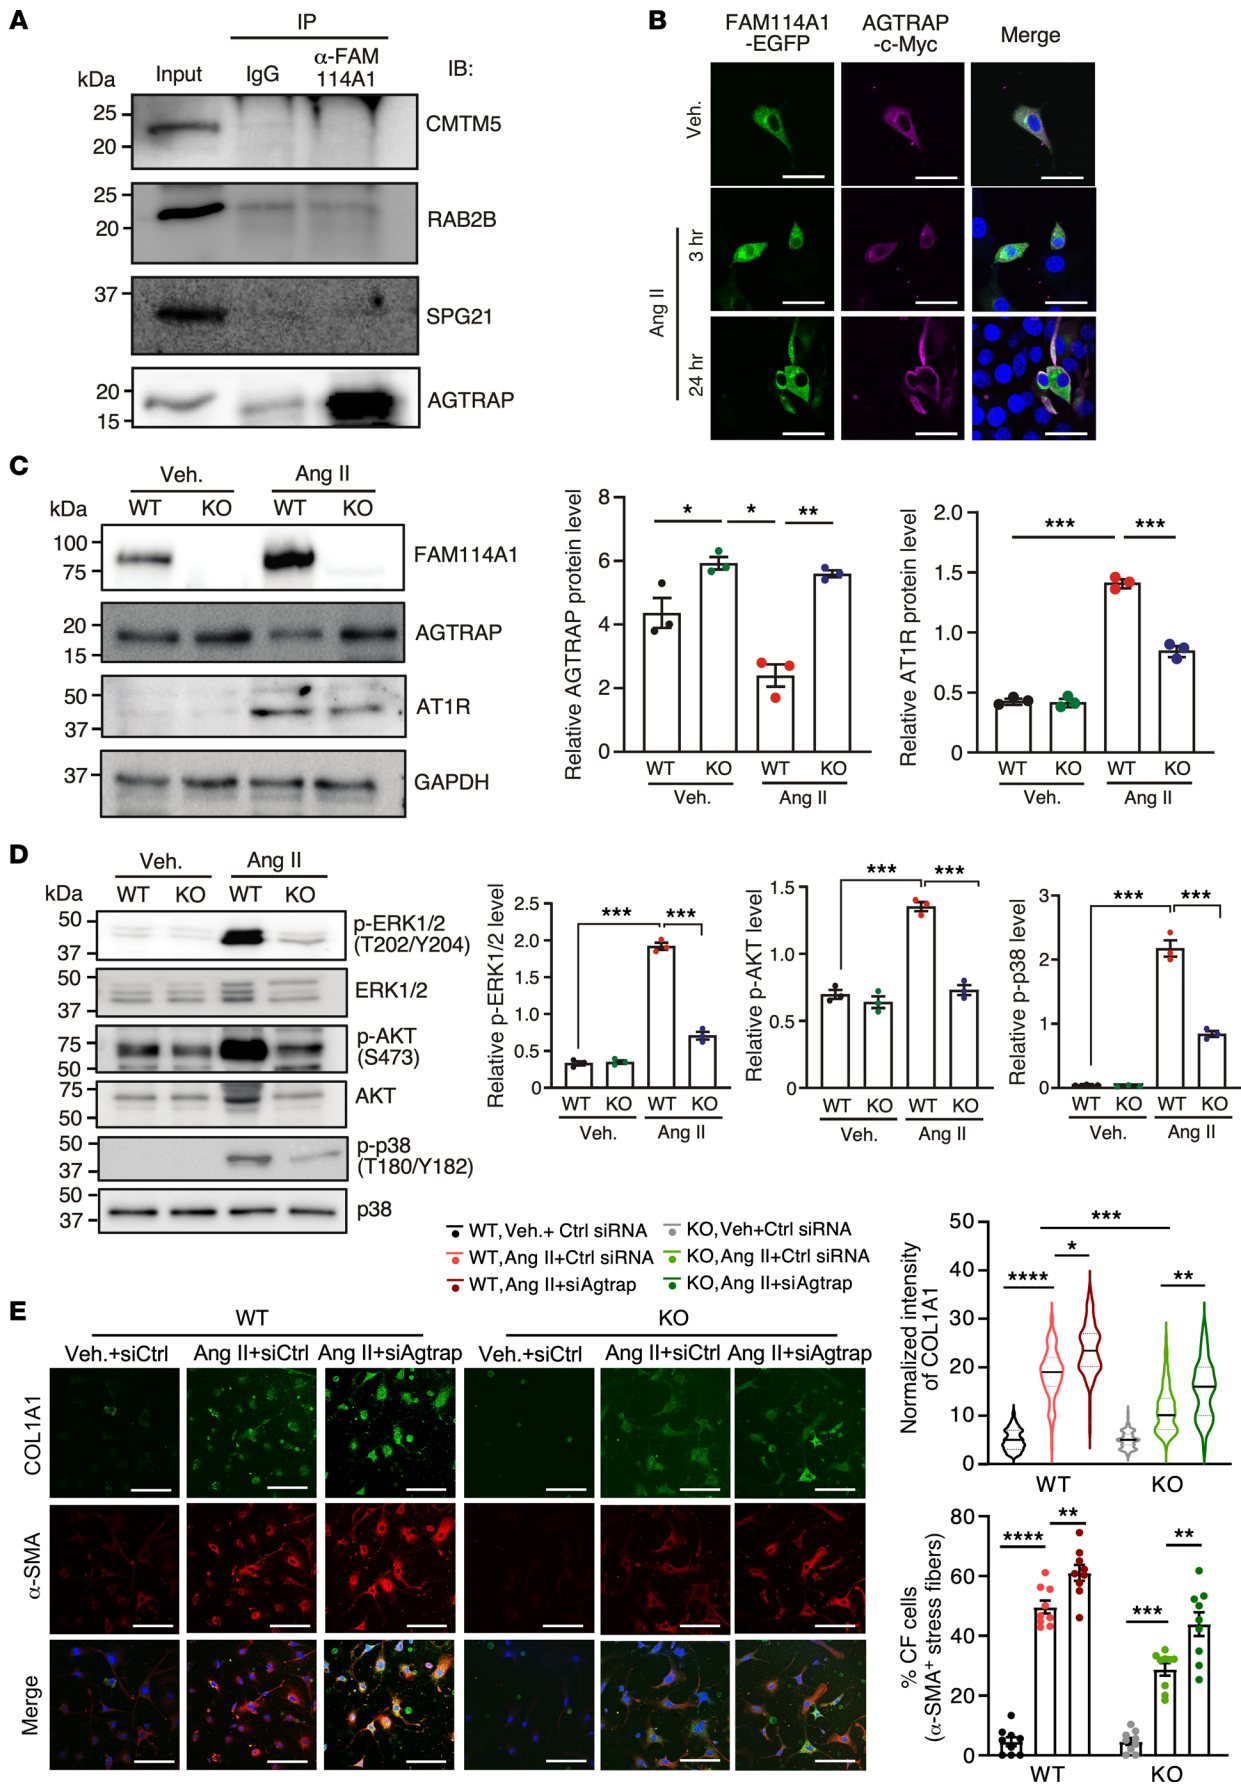 A
IP
kDa
Input
IgG
α-FAM
114A1
IB:
25
20
CMTM5
25
20
RAB2B
37
SPG21
20
15
AGTRAP
B
FAM114A1
-EGFP
AGTRAP
-c-Myc
Merge
Veh.
Ang II
3 hr
24 hr
C
Veh.
Ang II
kDa
WT
KO
WT
KO
100
75
FAM114A1
20
15
AGTRAP
50
37
AT1R
37
GAPDH
Relative AGTRAP protein level
8
6
4
2
0
*
*
**
WT
KO
WT
KO
Veh.
Ang II
Relative AT1R protein level
2.0
1.5
1.0
0.5
0
***
***
WT
KO
WT
KO
Veh.
Ang II
D
Veh.
Ang II
kDa
WT
KO
WT
KO
50
37
p-ERK1/2
(T202/Y204)
50
37
ERK1/2
75
50
p-AKT
(S473)
75
50
AKT
50
37
p-p38
(T180/Y182)
50
37
p38
Relative p-ERK1/2 level
2.5
2.0
1.5
1.0
0.5
0
***
***
WT
KO
WT
KO
Veh.
Ang II
Relative p-AKT level
1.5
1.0
0.5
0
***
***
WT
KO
WT
KO
Veh.
Ang II
Relative p-p38 level
3
2
1
0
***
***
WT
KO
WT
KO
Veh.
Ang II
E
WT, Veh.+ Ctrl siRNA
WT, Ang II+Ctrl siRNA
WT, Ang II+siAgtrap
KO, Veh+Ctrl siRNA
KO, Ang II+Ctrl siRNA
KO, Ang II+siAgtrap
WT
KO
Veh.+siCtrl
Ang II+siCtrl
Ang II+siAgtrap
Veh.+siCtrl
Ang II+siCtrl
Ang II+siAgtrap
COL1A1
α-SMA
Merge
Normalized intensity
of COL1A1
50
40
30
20
10
0
****
*
***
**
WT
KO
% CF cells
(α-SMA⁺ stress fibers)
80
60
40
20
0
****
**
***
**
WT
KO